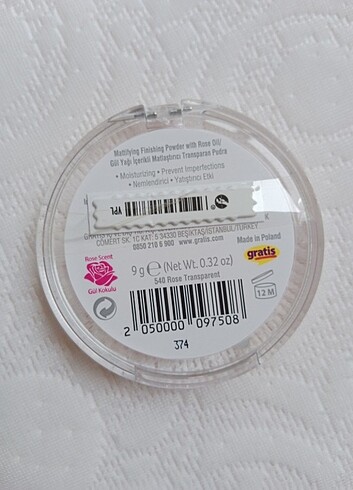 Mattifying Finishing Powder with Rose Oil/
Gül Yağı İçerikli Matlaştırıcı Transparan Pudra
- Moisturizing - Prevent Imperfections
- Nemlendirici - Yatıştırıcı Etki
YPL
CÖMERT SK. 1C KAT: 5 34330 BEŞİKTAŞ/İSTANBUL/TURKEY
0850 210 6 900 www.gratis.com
Rose Scent
Gül Kokulu
9 g e (Net Wt. 0.32 oz)
540 Rose Transparent
Made in Poland
gratis
12 M
2 050000 097508
374